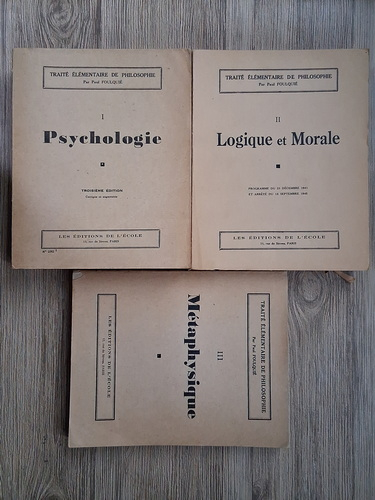 TRAITÉ ÉLÉMENTAIRE DE PHILOSOPHIE
Par Paul FOULQUIÉ
I
Psychologie
TROISIÈME ÉDITION
LES ÉDITIONS DE L'ÉCOLE
TRAITÉ ÉLÉMENTAIRE DE PHILOSOPHIE
Par Paul FOULQUIÉ
II
Logique et Morale
LES ÉDITIONS DE L'ÉCOLE
TRAITÉ ÉLÉMENTAIRE DE PHILOSOPHIE
Par Paul FOULQUIÉ
III
Métaphysique
LES ÉDITIONS DE L'ÉCOLE